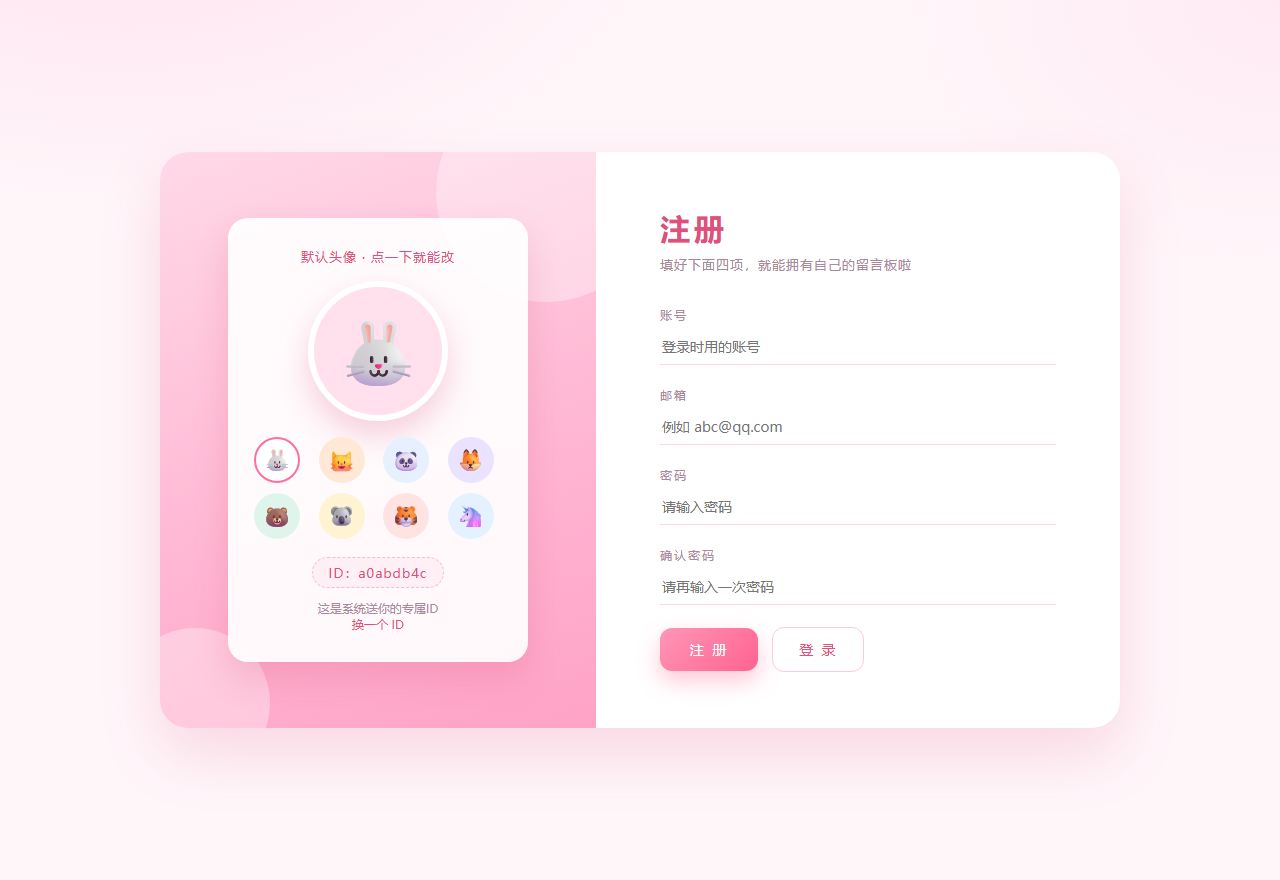 默认头像 · 点一下就能改
ID: a0abdb4c
这是系统送你的专属ID
换一个 ID
注册
填好下面四项，就能拥有自己的留言板啦
账号
登录时用的账号
邮箱
例如 abc@qq.com
密码
请输入密码
确认密码
请再输入一次密码
注 册
登 录